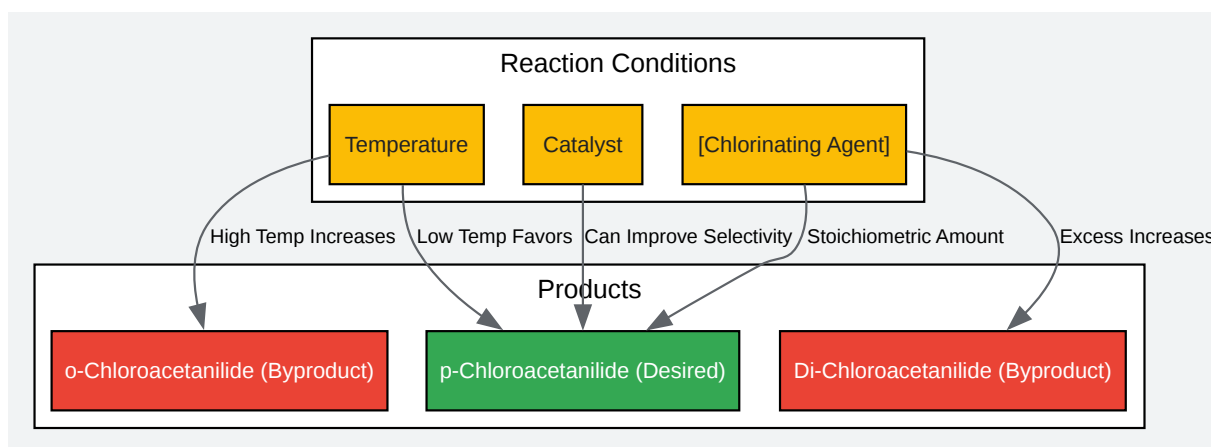 Reaction Conditions
Temperature
Catalyst
[Chlorinating Agent]
High Temp Increases
Low Temp Favors
Can Improve Selectivity
Stoichiometric Amount
Excess Increases
Products
o-Chloroacetanilide (Byproduct)
p-Chloroacetanilide (Desired)
Di-Chloroacetanilide (Byproduct)